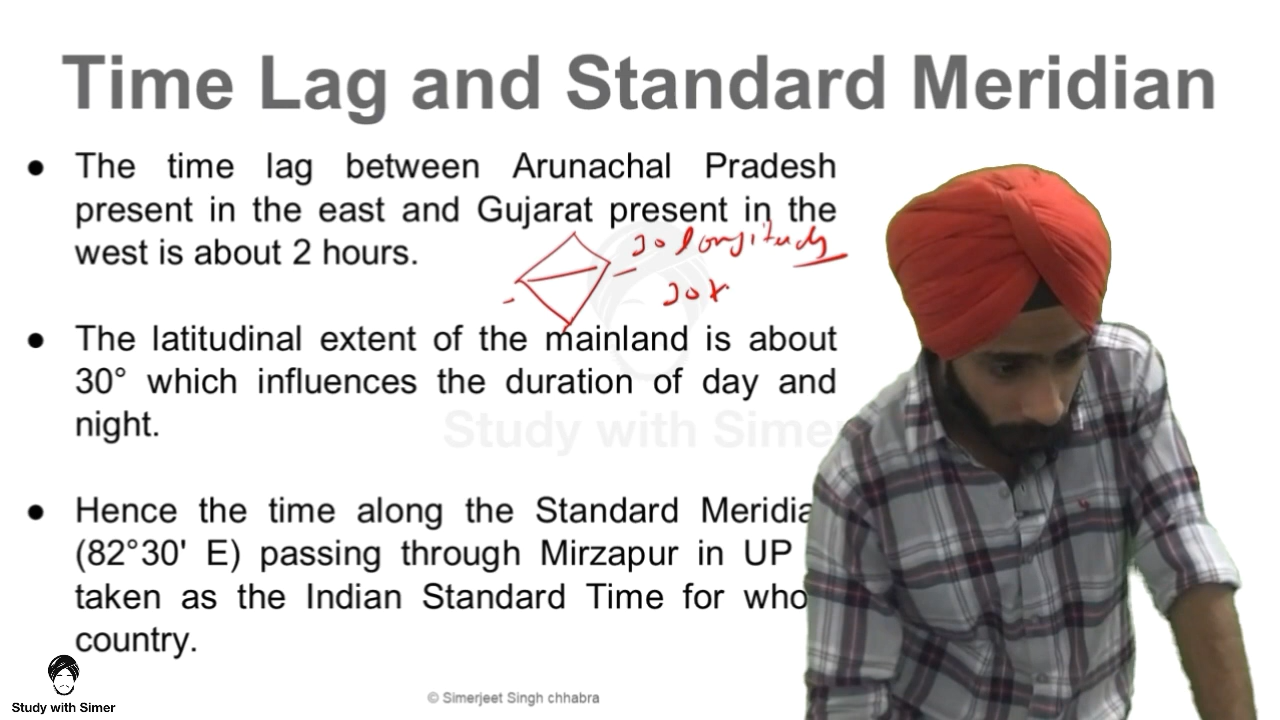 Time Lag and Standard Meridian
● The time lag between Arunachal Pradesh
present in the east and Gujarat present in the
west is about 2 hours.
30 longitudes
30 x
● The latitudinal extent of the mainland is about
30° which influences the duration of day and
night.
Study with Sime
● Hence the time along the Standard Meridia
(82°30' E) passing through Mirzapur in UP
taken as the Indian Standard Time for who
country.
Study with Simer
© Simerjeet Singh chhabra